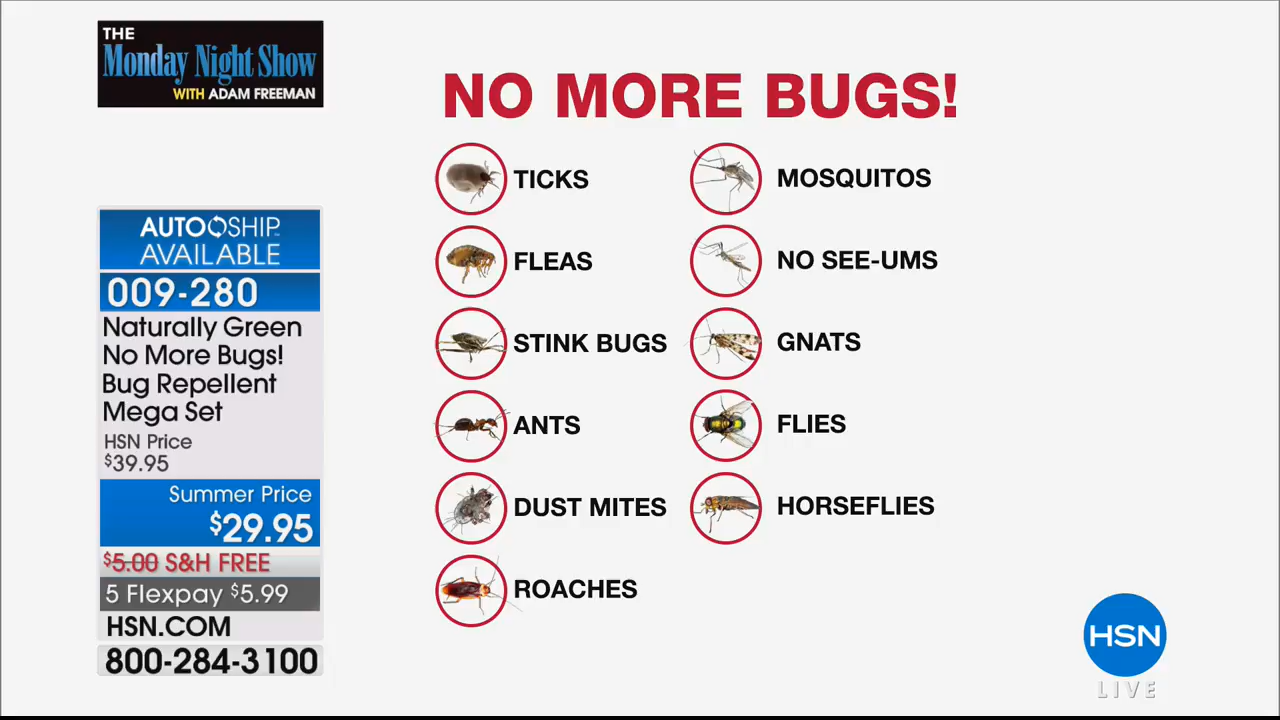 THE
Monday Night Show
WITH ADAM FREEMAN
NO MORE BUGS!
TICKS
MOSQUITOS
FLEAS
NO SEE-UMS
STINK BUGS
GNATS
ANTS
FLIES
DUST MITES
HORSEFLIES
ROACHES
AUTO SHIP
AVAILABLE
009-280
Naturally Green
No More Bugs!
Bug Repellent
Mega Set
HSN Price
$39.95
Summer Price
$29.95
$5.00 S&H FREE
5 Flexpay $5.99
HSN.COM
800-284-3100
HSN
LIVE